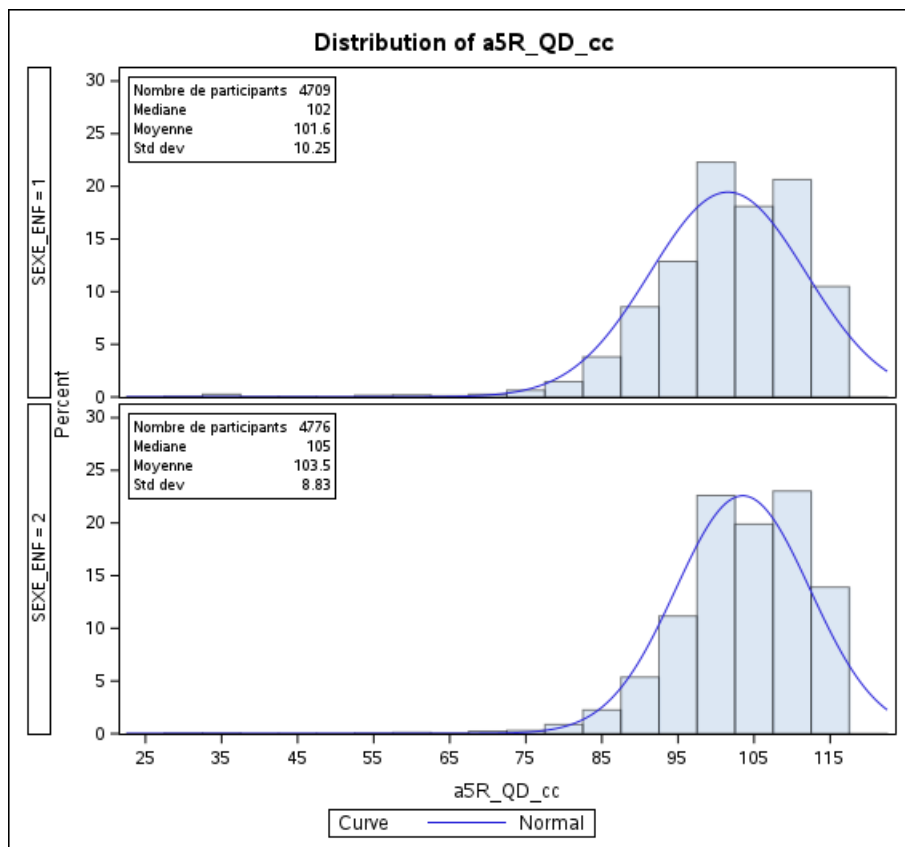 Distribution of a5R_QD_cc
SEXE_ENF = 1
30
25
20
15
10
5
0
Nombre de participants 4709
Mediane 102
Moyenne 101.6
Std dev 10.25
Percent
SEXE_ENF = 2
30
25
20
15
10
5
0
Nombre de participants 4776
Mediane 105
Moyenne 103.5
Std dev 8.83
25 35 45 55 65 75 85 95 105 115
a5R_QD_cc
Curve Normal